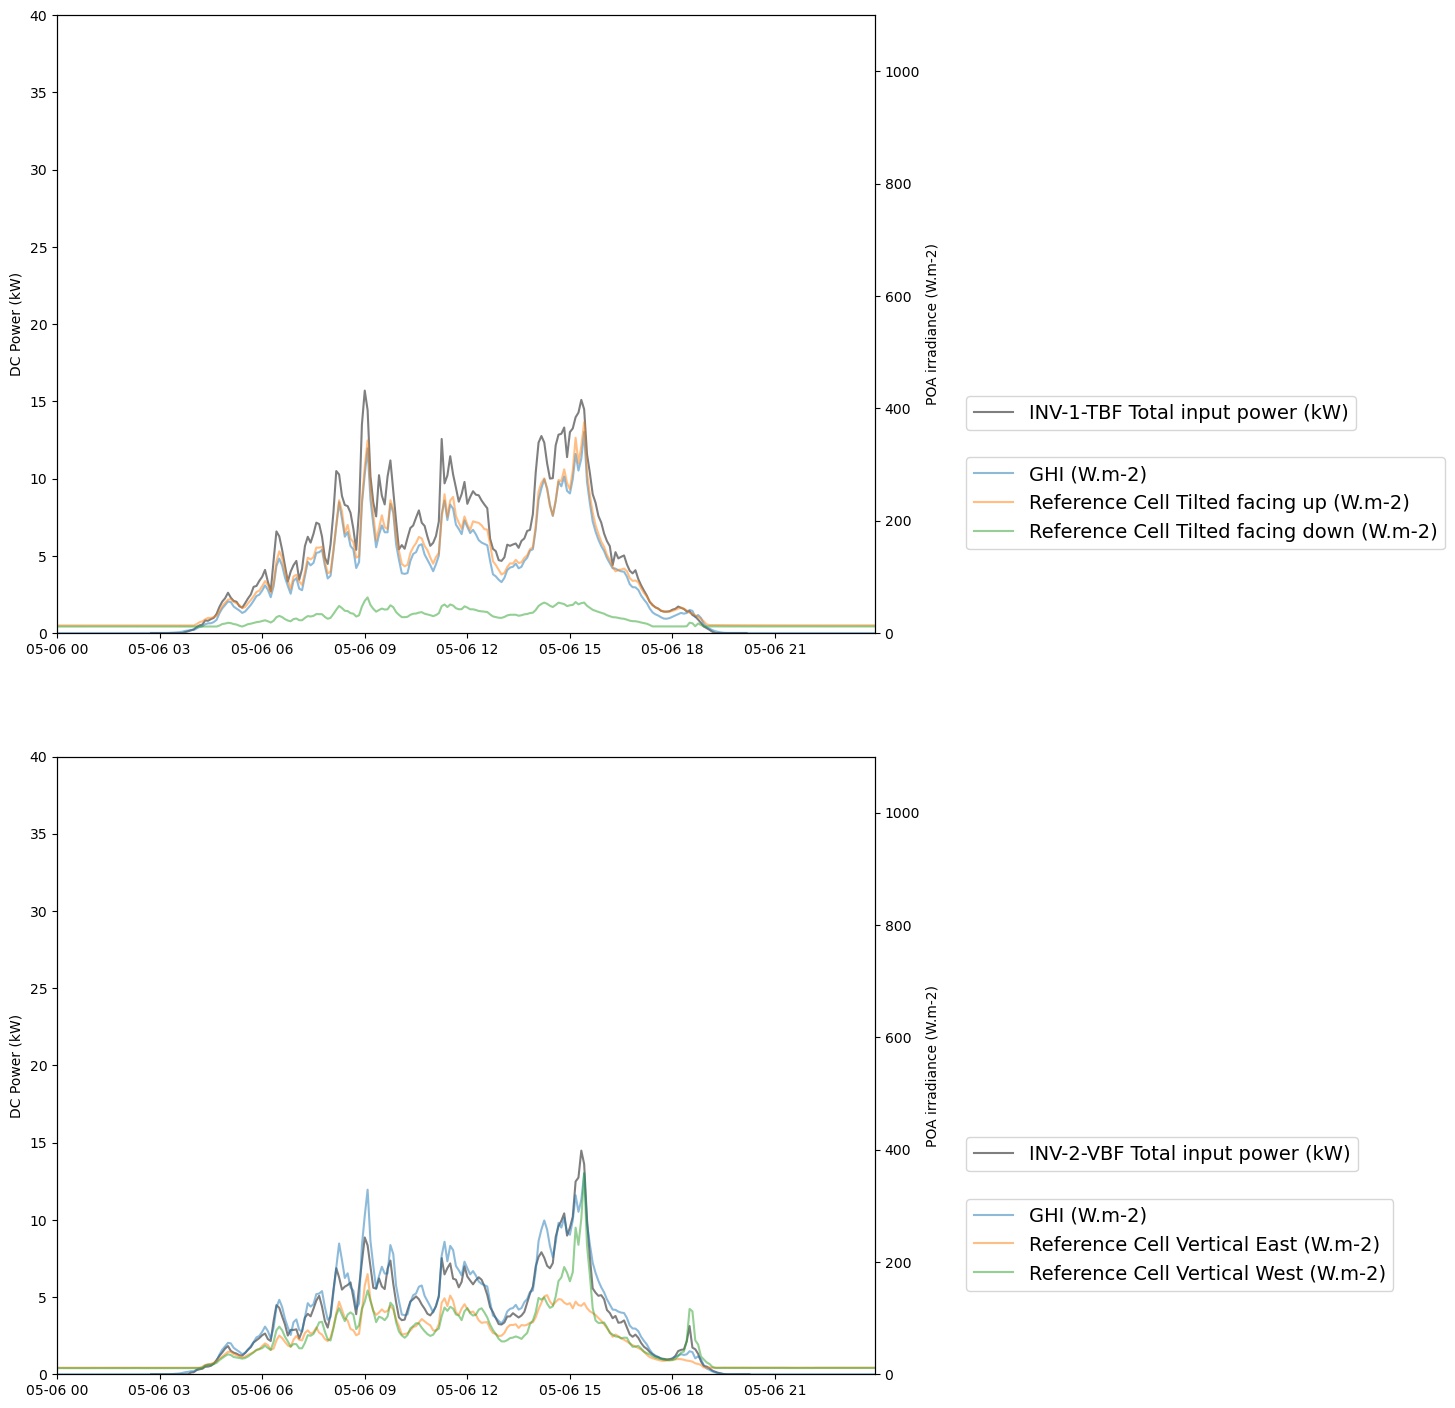 40
35
30
25
20
15
10
5
0
DC Power (kW)
1000
800
600
400
200
0
POA irradiance (W.m-2)
05-06 00 05-06 03 05-06 06 05-06 09 05-06 12 05-06 15 05-06 18 05-06 21
INV-1-TBF Total input power (kW)
GHI (W.m-2)
Reference Cell Tilted facing up (W.m-2)
Reference Cell Tilted facing down (W.m-2)
40
35
30
25
20
15
10
5
0
DC Power (kW)
1000
800
600
400
200
0
POA irradiance (W.m-2)
05-06 00 05-06 03 05-06 06 05-06 09 05-06 12 05-06 15 05-06 18 05-06 21
INV-2-VBF Total input power (kW)
GHI (W.m-2)
Reference Cell Vertical East (W.m-2)
Reference Cell Vertical West (W.m-2)